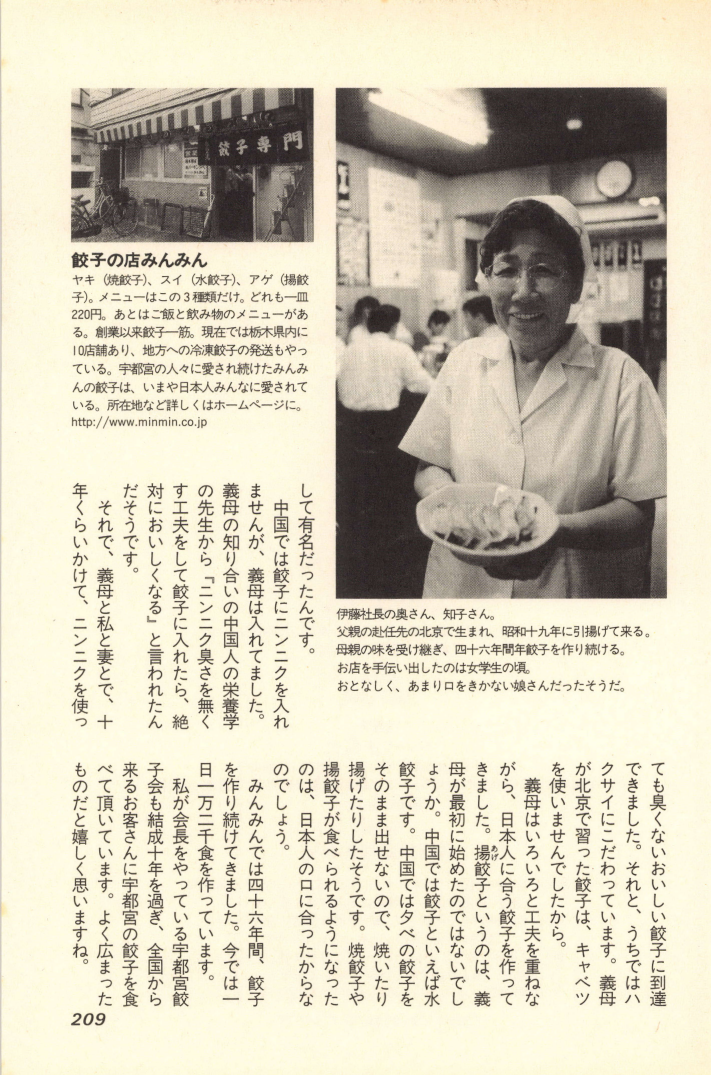 餃子専門
餃子の店みんみん
ヤキ（焼餃子）、スイ（水餃子）、アゲ（揚餃
子）。メニューはこの３種類だけ。どれも一皿
220円。あとはご飯と飲み物のメニューがあ
る。創業以来餃子一筋。現在では栃木県内に
10店舗あり、地方への冷凍餃子の発送もやっ
ている。宇都宮の人々に愛され続けたみんみ
んの餃子は、いまや日本人みんなに愛されて
いる。所在地など詳しくはホームページに。
http://www.minmin.co.jp
伊藤社長の奥さん、知子さん。
父親の赴任先の北京で生まれ、昭和十九年に引揚げて来る。
母親の味を受け継ぎ、四十六年間年餃子を作り続ける。
お店を手伝い出したのは女学生の頃。
おとなしく、あまり口をきかない娘さんだったそうだ。
して有名だったんです。
中国では餃子にニンニクを入れ
ませんが、義母は入れてました。
義母の知り合いの中国人の栄養学
の先生から『ニンニク臭さを無く
す工夫をして餃子に入れたら、絶
対においしくなる』と言われたん
だそうです。
それで、義母と私と妻とで、十
年くらいかけて、ニンニクを使っ
ても臭くないおいしい餃子に到達
できました。それと、うちではハ
クサイにこだわっています。義母
が北京で習った餃子は、キャベツ
を使いませんでしたから。
義母はいろいろと工夫を重ねな
がら、日本人に合う餃子を作って
きました。揚餃子というのは、義
あげ
母が最初に始めたのではないでし
ょうか。中国では餃子といえば水
餃子です。中国では夕べの餃子を
そのまま出せないので、焼いたり
揚げたりしたそうです。焼餃子や
揚餃子が食べられるようになった
のは、日本人の口に合ったからな
のでしょう。
みんみんでは四十六年間、餃子
を作り続けてきました。今では一
日一万二千食を作っています。
私が会長をやっている宇都宮餃
子会も結成十年を過ぎ、全国から
来るお客さんに宇都宮の餃子を食
べて頂いています。よく広まった
ものだと嬉しく思いますね。
209